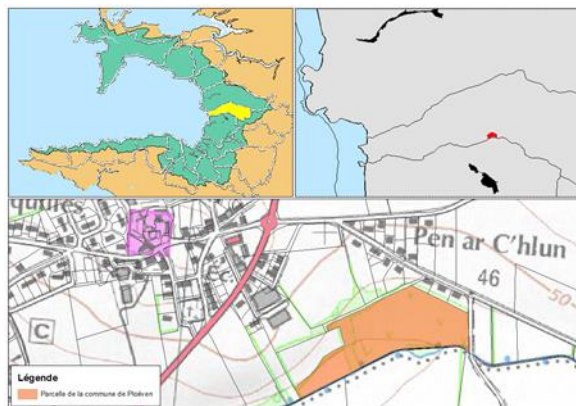 Pen ar C'hlun
46
50
C
Légende
Parcelle de la commune de Ploéven